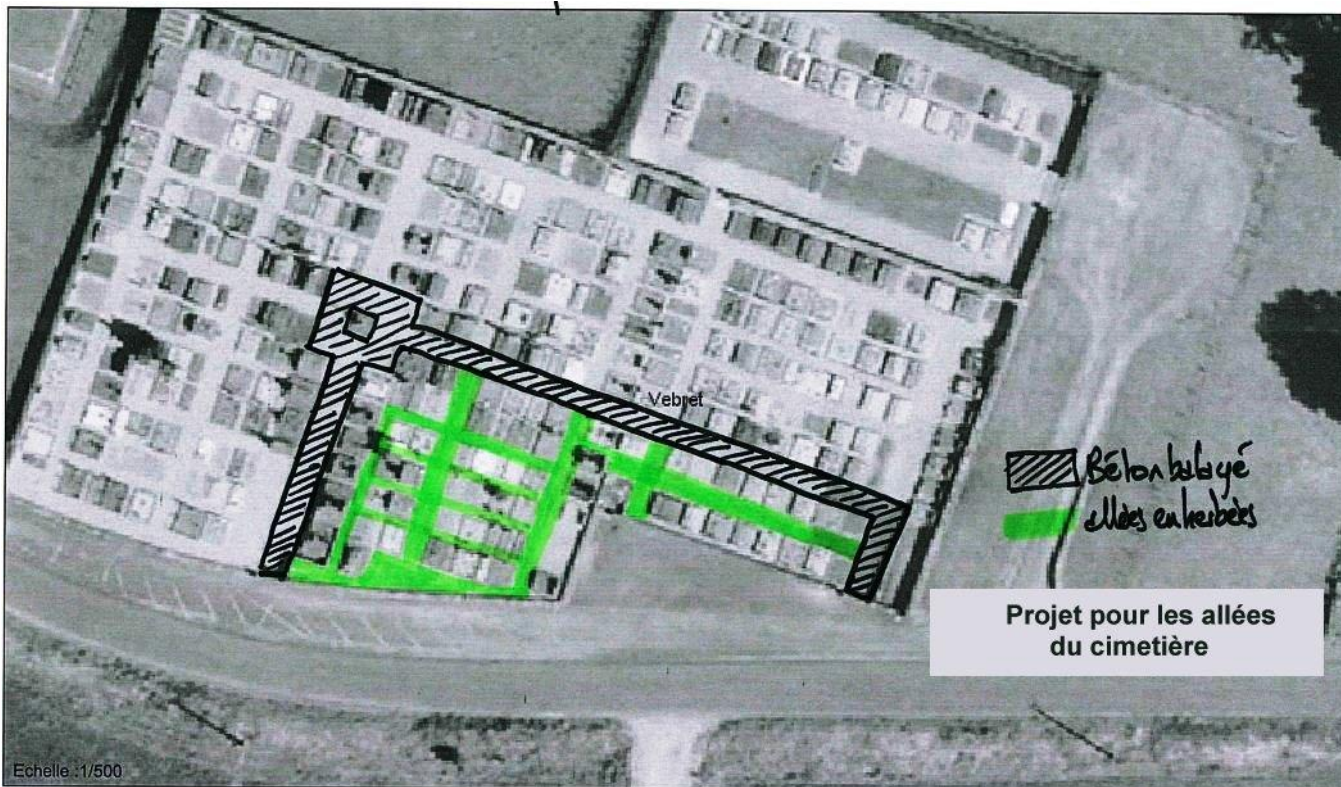 Vebret
Béton balayé
allées enherbées
Projet pour les allées
du cimetière
Echelle :1/500